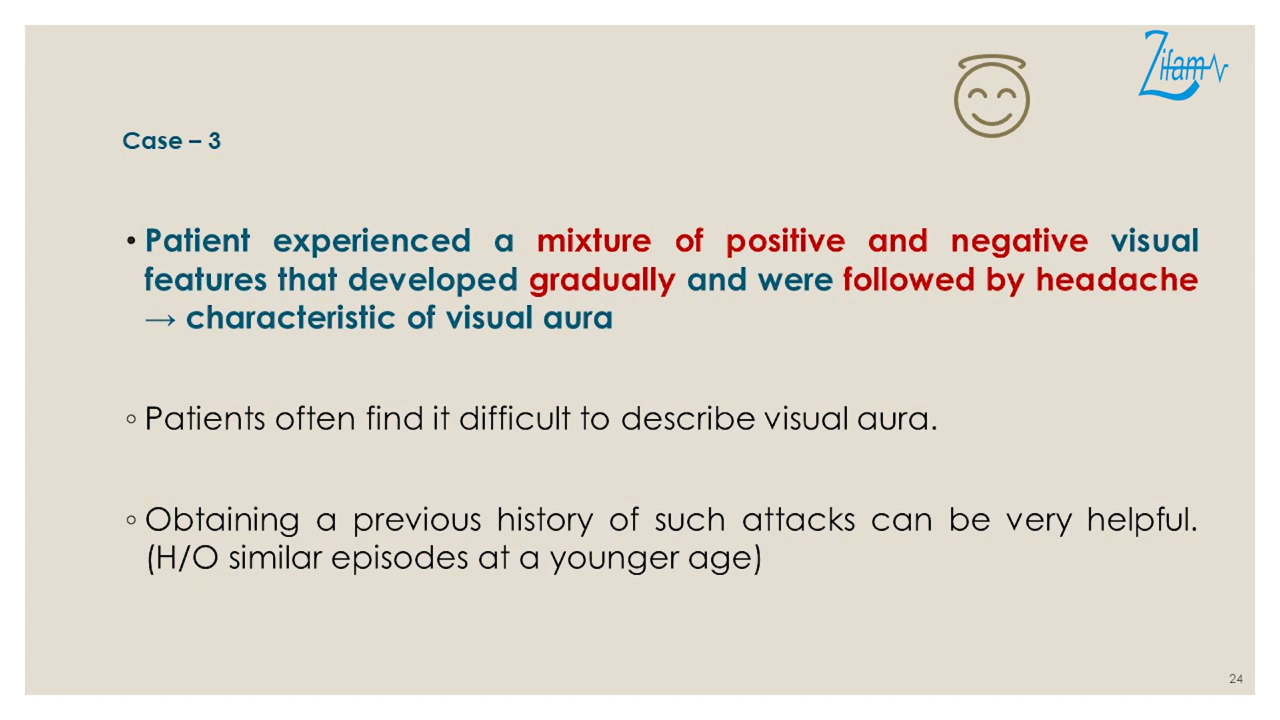 Zifam
Case – 3
• Patient experienced a mixture of positive and negative visual
features that developed gradually and were followed by headache
→ characteristic of visual aura
◦ Patients often find it difficult to describe visual aura.
◦ Obtaining a previous history of such attacks can be very helpful.
(H/O similar episodes at a younger age)
24